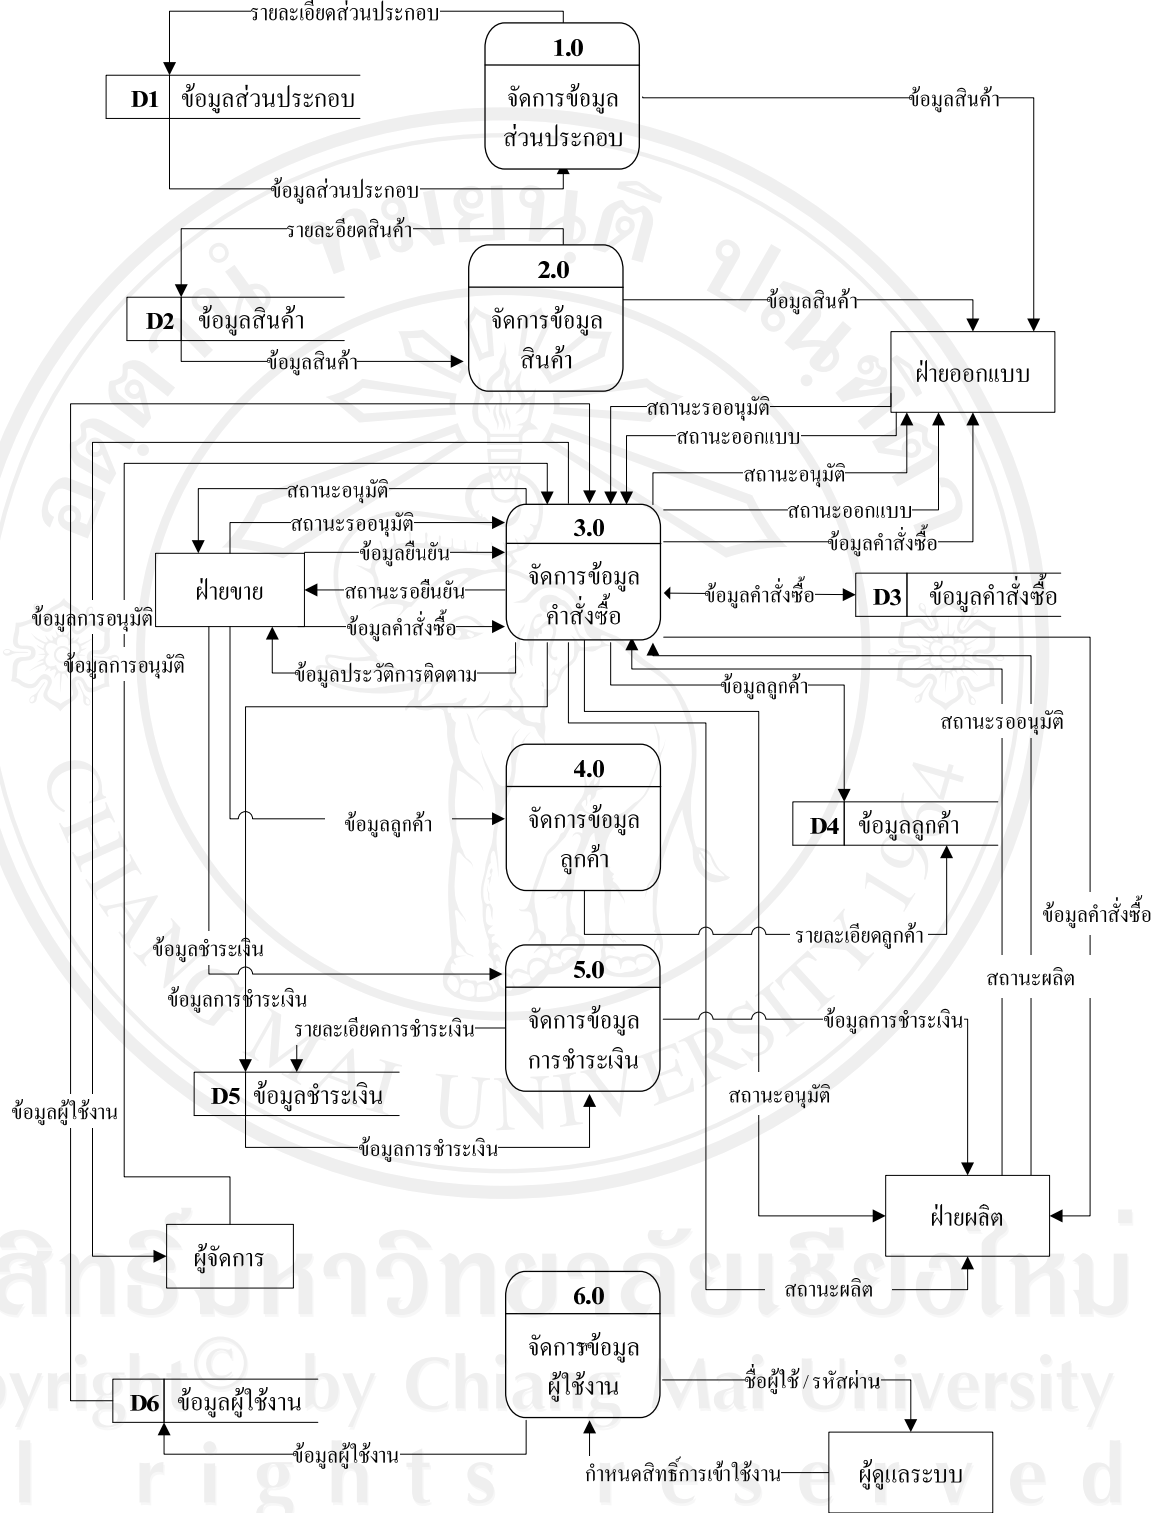 รายละเอียดส่วนประกอบ
1.0
จัดการข้อมูล
ส่วนประกอบ
D1 ข้อมูลส่วนประกอบ
ข้อมูลสินค้า
ข้อมูลส่วนประกอบ
รายละอียดสินค้า
2.0
จัดการข้อมูล
สินค้า
D2 ข้อมูลสินค้า
ข้อมูลสินค้า
ข้อมูลสินค้า
ฝ่ายออกแบบ
สถานะรออนุมัติ
สถานะออกแบบ
สถานะอนุมัติ
สถานะออกแบบ
ข้อมูลคำสั่งซื้อ
สถานะอนุมัติ
สถานะรออนุมัติ
ข้อมูลยืนยัน
สถานะรอยืนยัน
ข้อมูลคำสั่งซื้อ
ข้อมูลประวัติการติดตาม
ฝ่ายขาย
3.0
จัดการข้อมูล
คำสั่งซื้อ
ข้อมูลคำสั่งซื้อ
D3 ข้อมูลคำสั่งซื้อ
ข้อมูลการอนุมัติ
ข้อมูลการอนุมัติ
ข้อมูลลูกค้า
สถานะรออนุมัติ
4.0
จัดการข้อมูล
ลูกค้า
ข้อมูลลูกค้า
D4 ข้อมูลลูกค้า
รายละเอียดลูกค้า
ข้อมูลคำสั่งซื้อ
ข้อมูลชำระเงิน
5.0
จัดการข้อมูล
การชำระเงิน
สถานะผลิต
ข้อมูลการชำระเงิน
รายละเอียดการชำระเงิน
ข้อมูลการชำระเงิน
D5 ข้อมูลชำระเงิน
สถานะอนุมัติ
ข้อมูลผู้ใช้งาน
ข้อมูลการชำระเงิน
ฝ่ายผลิต
ผู้จัดการ
สถานะผลิต
6.0
จัดการข้อมูล
ผู้ใช้งาน
ชื่อผู้ใช้ / รหัสผ่าน
D6 ข้อมูลผู้ใช้งาน
ข้อมูลผู้ใช้งาน
กำหนดสิทธิ์การเข้าใช้งาน
ผู้ดูแลระบบ
CHIANG MAI UNIVERSITY 1964
สิทธิ์มหาวิทยาลัยเชียงใหม่
opyright © by Chiang Mai University
l rights reserved